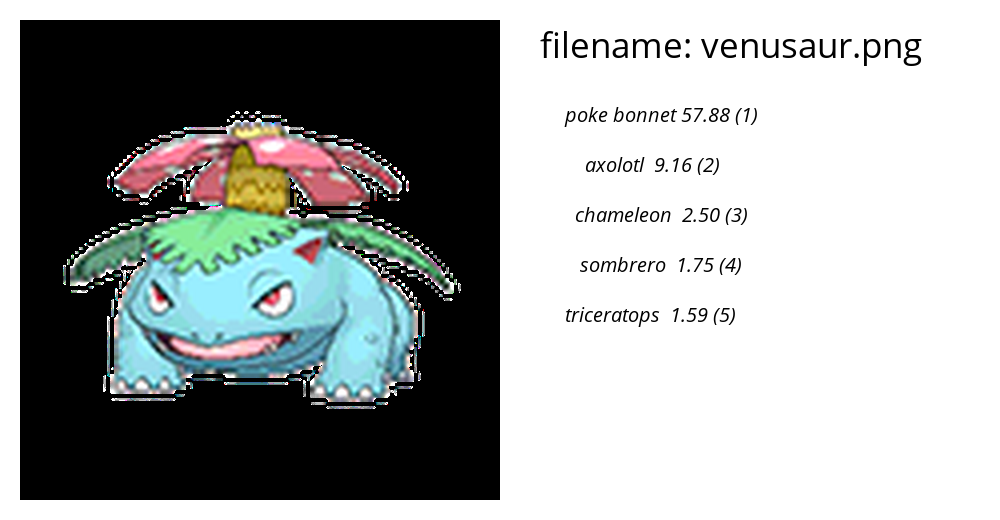 filename: venusaur.png
poke bonnet 57.88 (1)
axolotl 9.16 (2)
chameleon 2.50 (3)
sombrero 1.75 (4)
triceratops 1.59 (5)